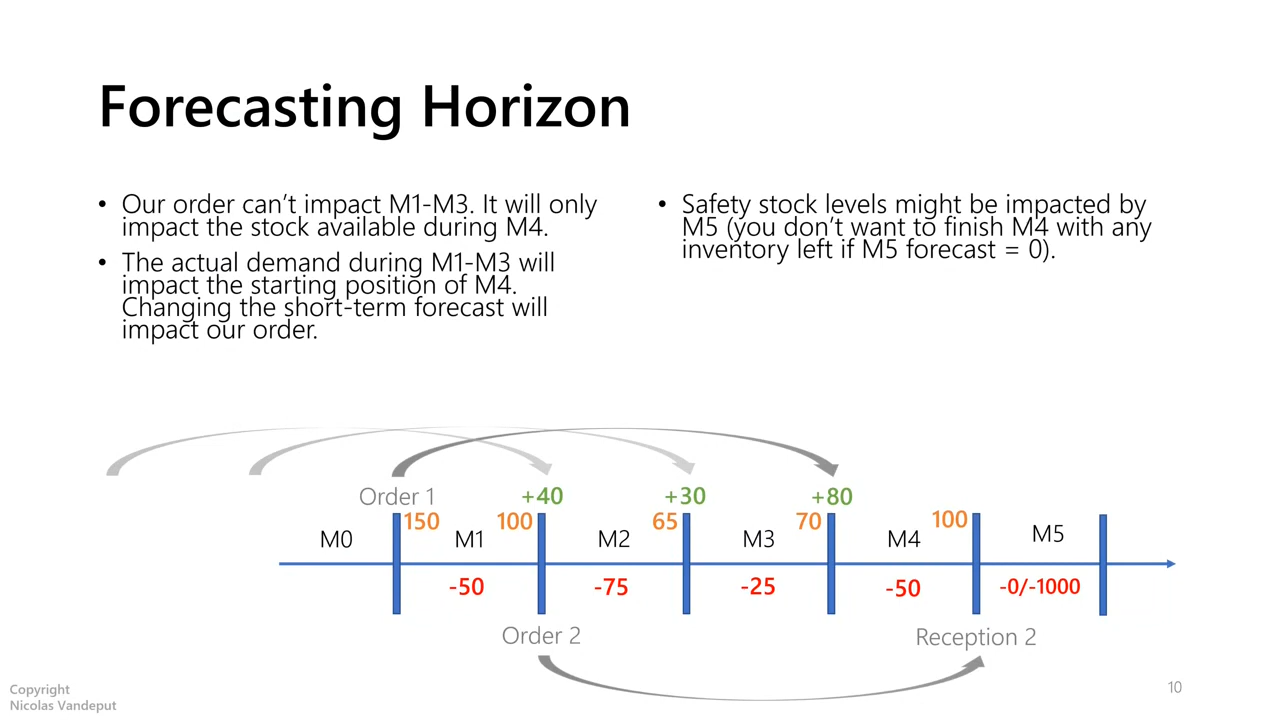 Forecasting Horizon
• Our order can’t impact M1-M3. It will only
impact the stock available during M4.
• The actual demand during M1-M3 will
impact the starting position of M4.
Changing the short-term forecast will
impact our order.
• Safety stock levels might be impacted by
M5 (you don’t want to finish M4 with any
inventory left if M5 forecast = 0).
Order 1 +40 +30 +80
150 100 65 70 100
M0 M1 M2 M3 M4 M5
-50 -75 -25 -50 -0/-1000
Order 2 Reception 2
Copyright
Nicolas Vandeput
10